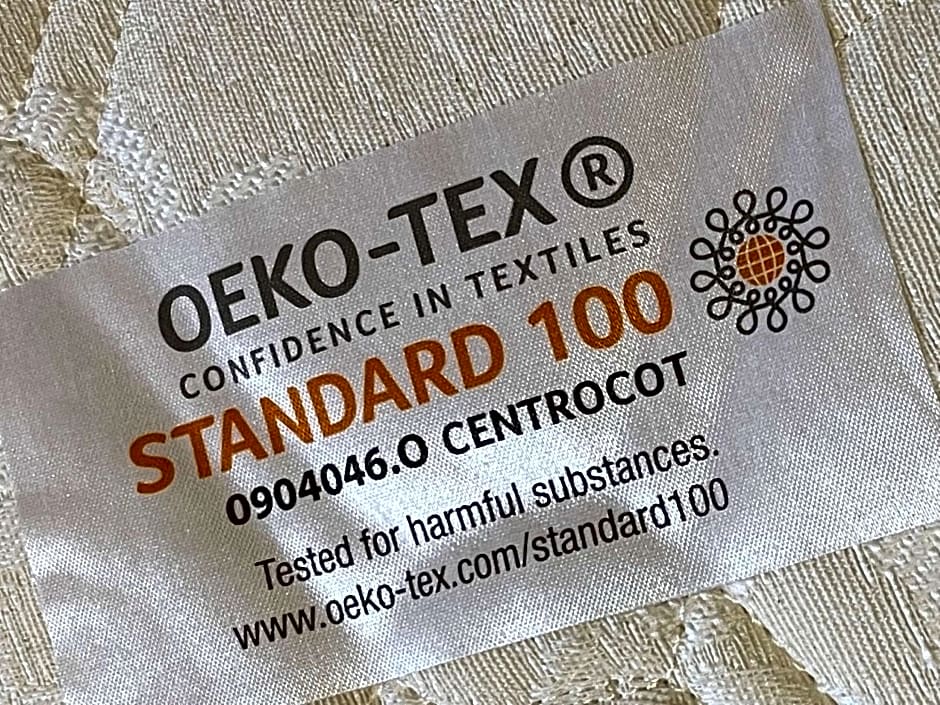 OEKO-TEX®
CONFIDENCE IN TEXTILES
STANDARD 100
0904046.O CENTROCOT
Tested for harmful substances.
www.oeko-tex.com/standard100